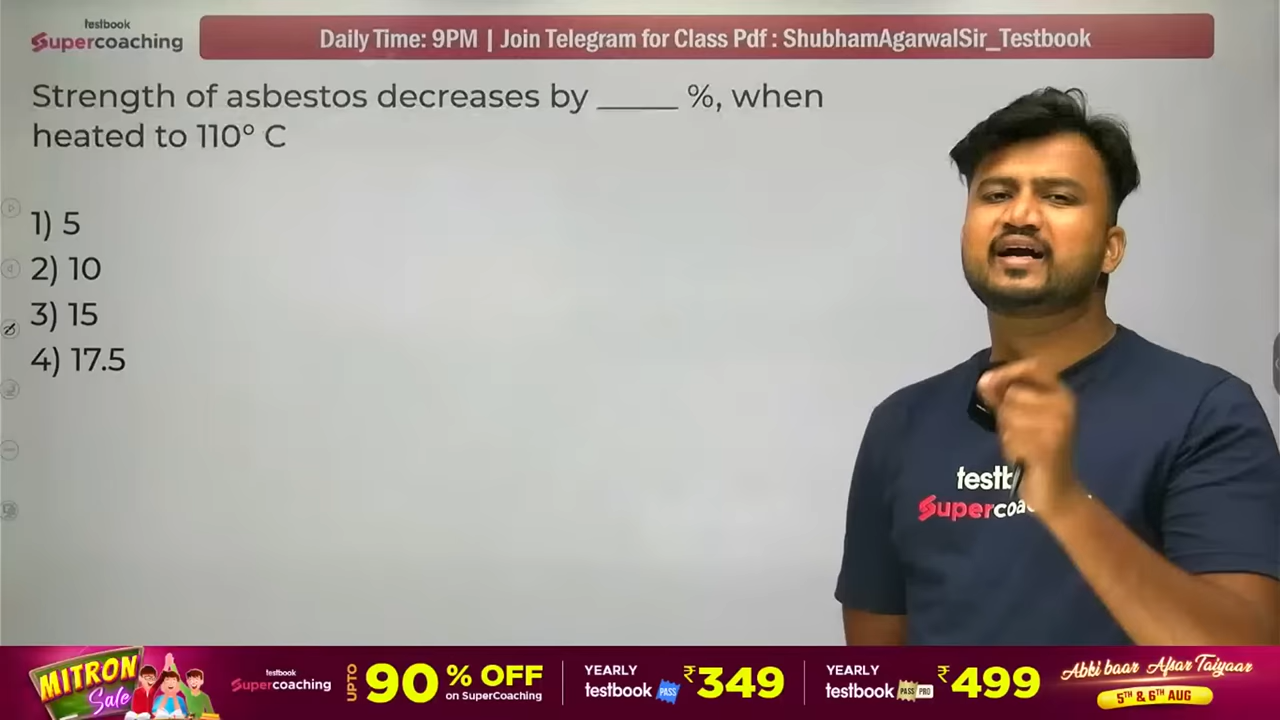 testbook
Supercoaching
Daily Time: 9PM | Join Telegram for Class Pdf : ShubhamAgarwalSir_Testbook
Strength of asbestos decreases by _____ %, when
heated to 110° C
1) 5
2) 10
3) 15
4) 17.5
testb
Supercoa
MITRON
Sale
testbook
Supercoaching
UPTO
90 % OFF
on SuperCoaching
YEARLY
testbook PASS
₹349
YEARLY
testbook PASS PRO
₹499
Abki baar Afsar Taiyaar
5TH & 6TH AUG